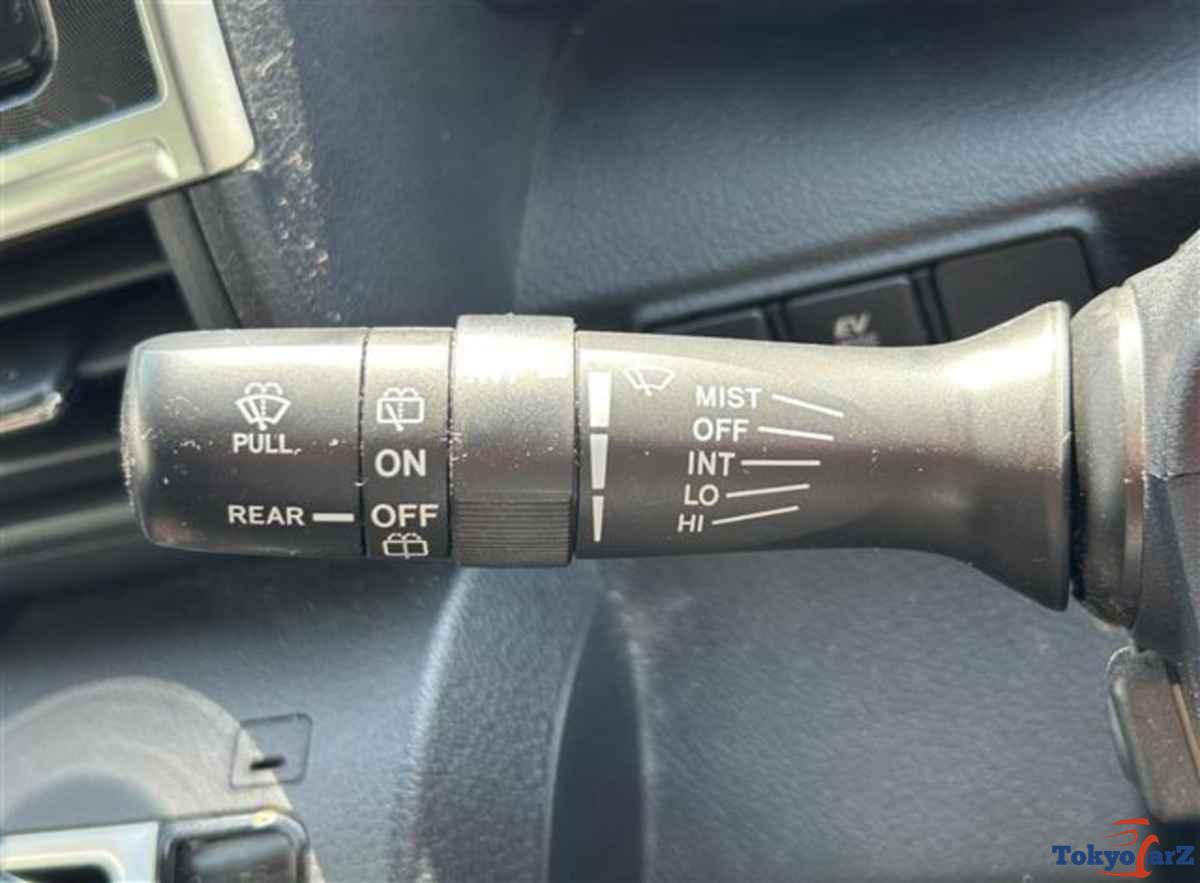 PULL
REAR
ON
OFF
MIST
OFF
INT
LO
HI
EV
TokyoCarZ